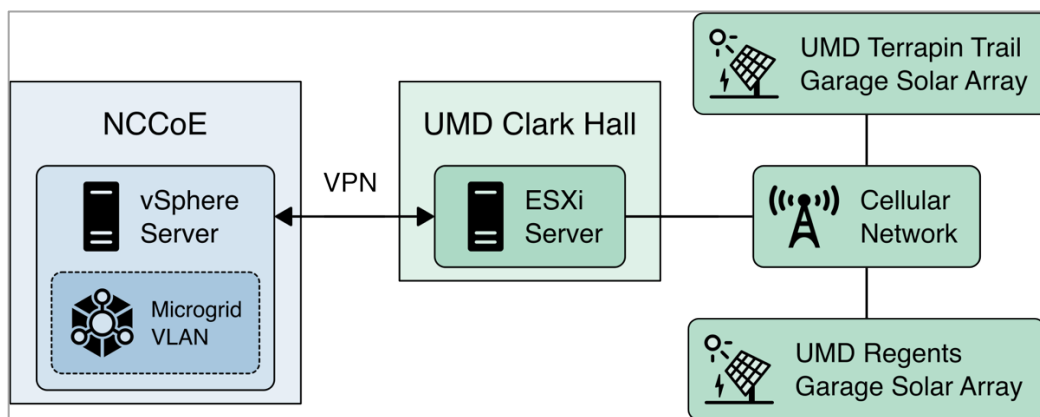 NCCoE
vSphere
Server
Microgrid
VLAN
VPN
UMD Clark Hall
ESXi
Server
UMD Terrapin Trail
Garage Solar Array
Cellular
Network
UMD Regents
Garage Solar Array